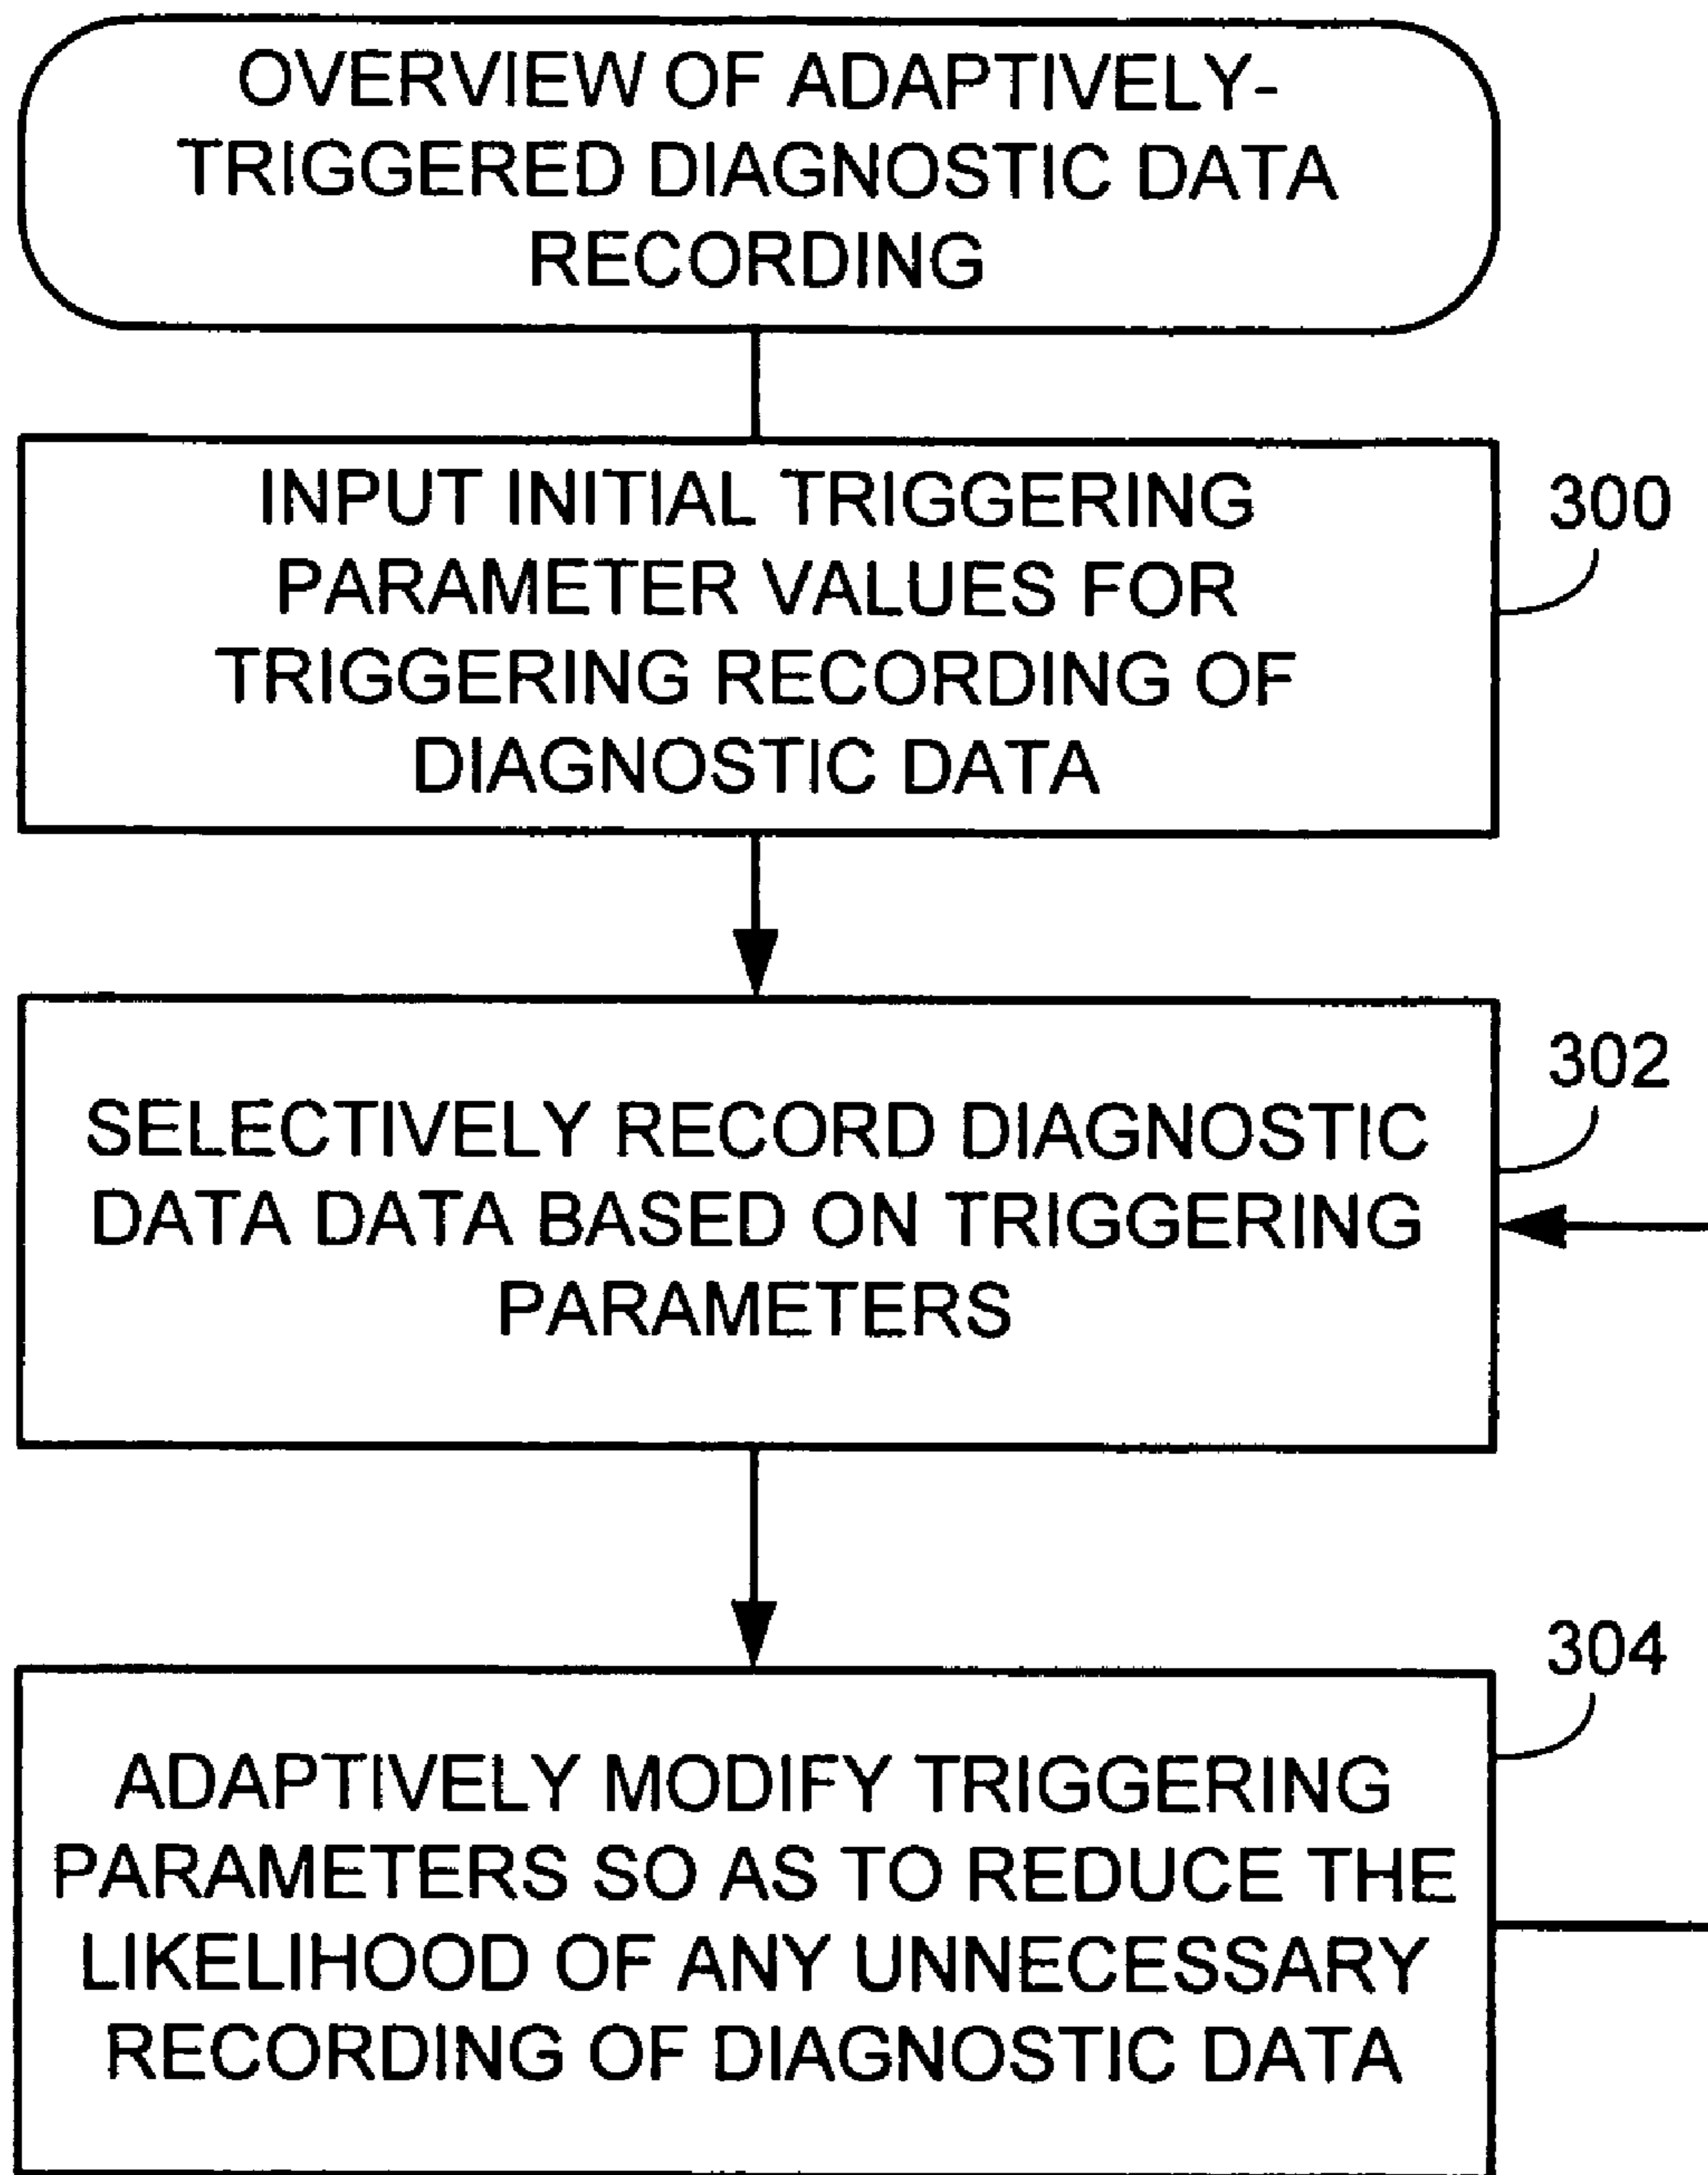 OVERVIEW OF ADAPTIVELY-
TRIGGERED DIAGNOSTIC DATA
RECORDING
INPUT INITIAL TRIGGERING
PARAMETER VALUES FOR
TRIGGERING RECORDING OF
DIAGNOSTIC DATA
300
SELECTIVELY RECORD DIAGNOSTIC
DATA DATA BASED ON TRIGGERING
PARAMETERS
302
ADAPTIVELY MODIFY TRIGGERING
PARAMETERS SO AS TO REDUCE THE
LIKELIHOOD OF ANY UNNECESSARY
RECORDING OF DIAGNOSTIC DATA
304